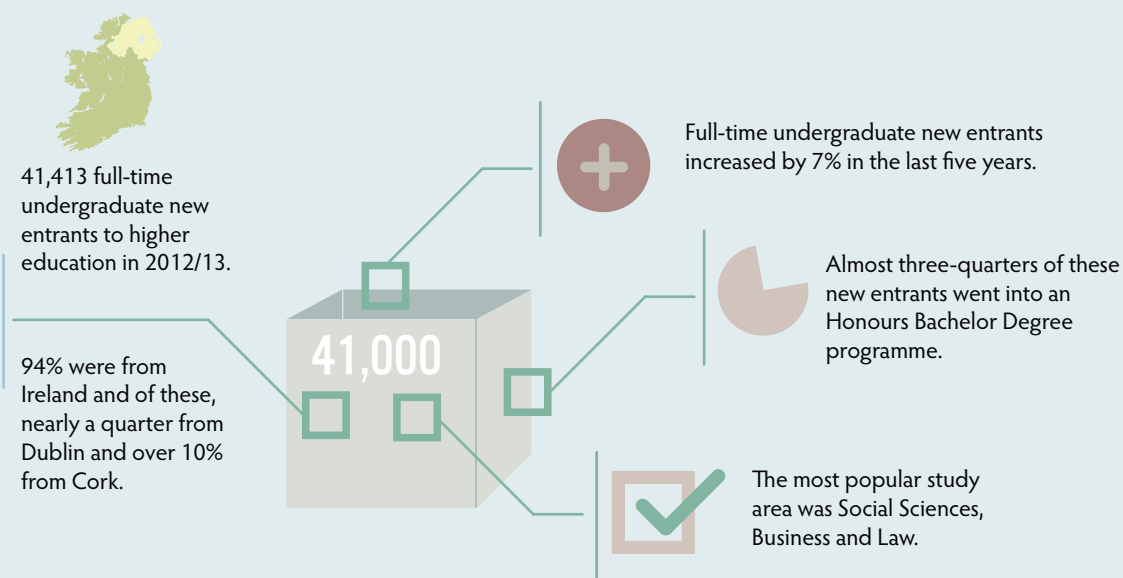 41,413 full-time
undergraduate new
entrants to higher
education in 2012/13.
94% were from
Ireland and of these,
nearly a quarter from
Dublin and over 10%
from Cork.
41,000
Full-time undergraduate new entrants
increased by 7% in the last five years.
Almost three-quarters of these
new entrants went into an
Honours Bachelor Degree
programme.
The most popular study
area was Social Sciences,
Business and Law.